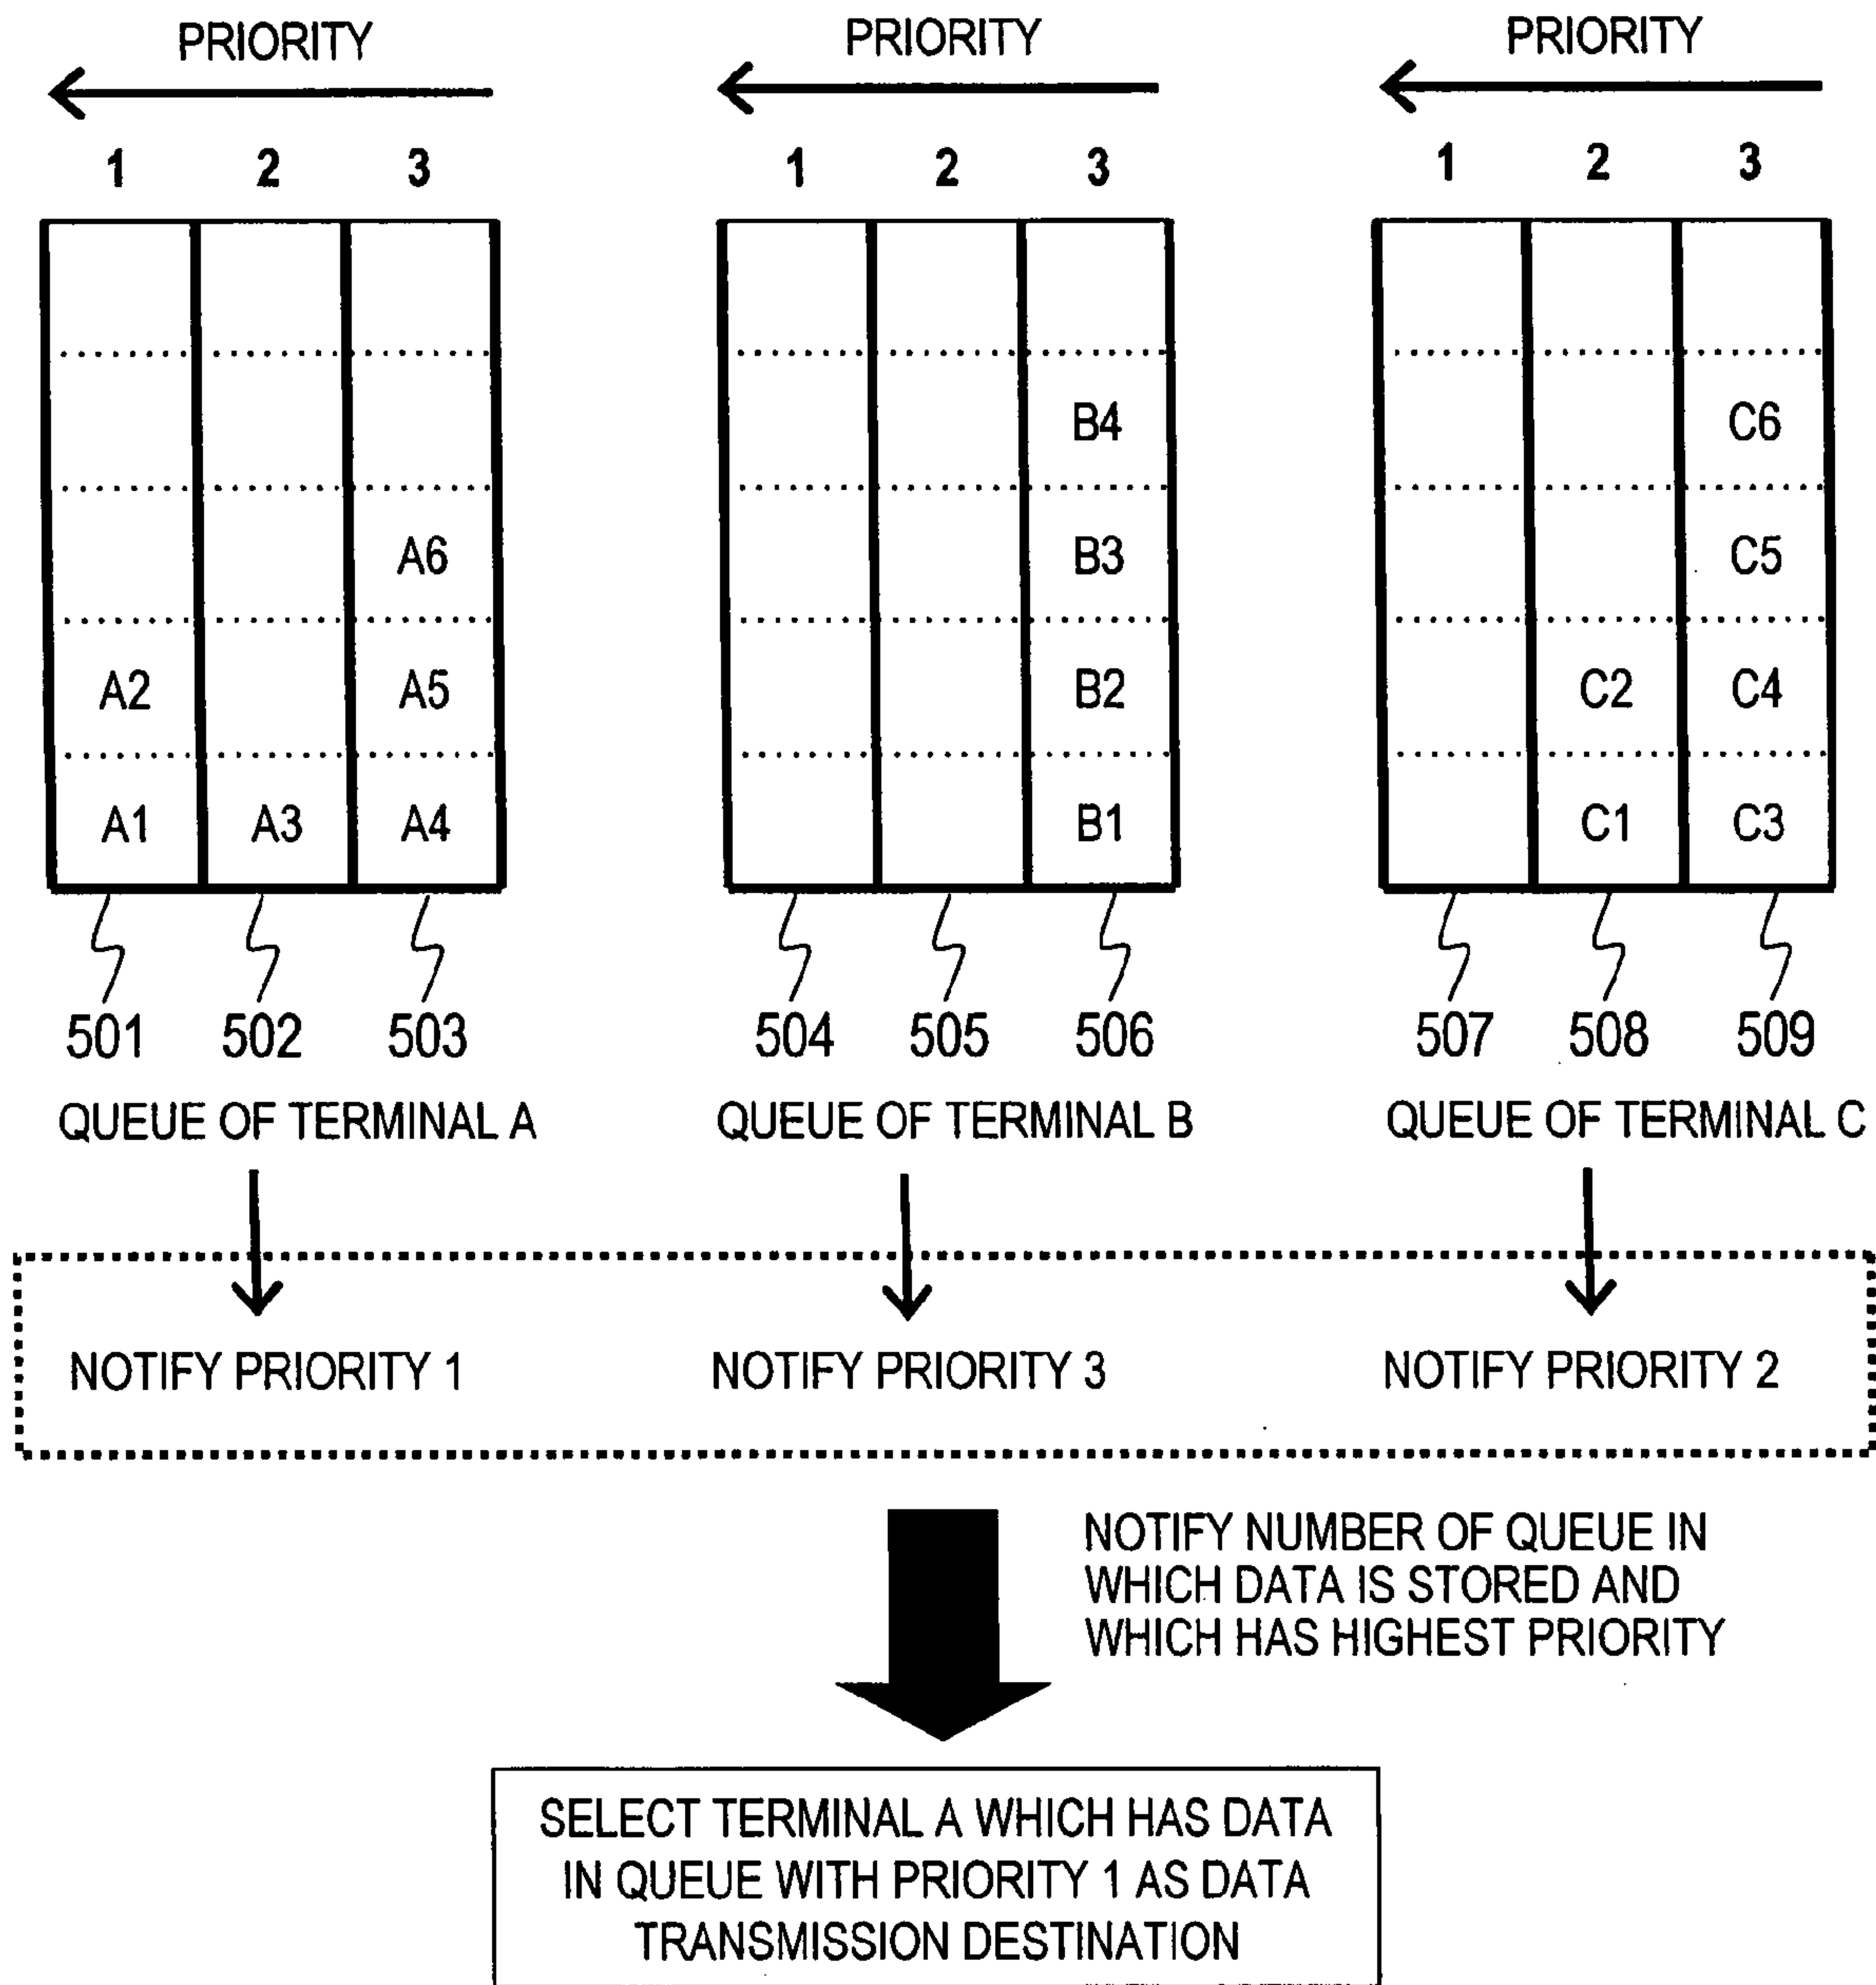 PRIORITY PRIORITY PRIORITY
1 2 3 1 2 3 1 2 3
B4 C6
A6 B3 C5
A2 A5 B2 C2 C4
A1 A3 A4 B1 C1 C3
501 502 503 504 505 506 507 508 509
QUEUE OF TERMINAL A QUEUE OF TERMINAL B QUEUE OF TERMINAL C
NOTIFY PRIORITY 1 NOTIFY PRIORITY 3 NOTIFY PRIORITY 2
NOTIFY NUMBER OF QUEUE IN
WHICH DATA IS STORED AND
WHICH HAS HIGHEST PRIORITY
SELECT TERMINAL A WHICH HAS DATA
IN QUEUE WITH PRIORITY 1 AS DATA
TRANSMISSION DESTINATION